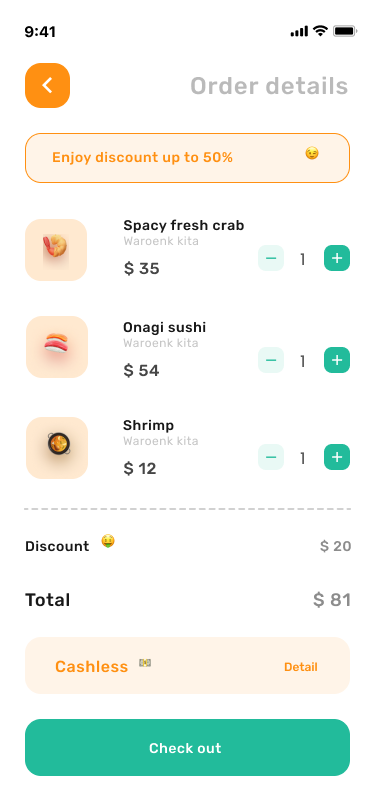 9:41
Order details
Enjoy discount up to 50% 😉
Spacy fresh crab
Waroenk kita
$ 35
− 1 +
Onagi sushi
Waroenk kita
$ 54
− 1 +
Shrimp
Waroenk kita
$ 12
− 1 +
Discount 🤑 $ 20
Total $ 81
Cashless 💵 Detail
Check out